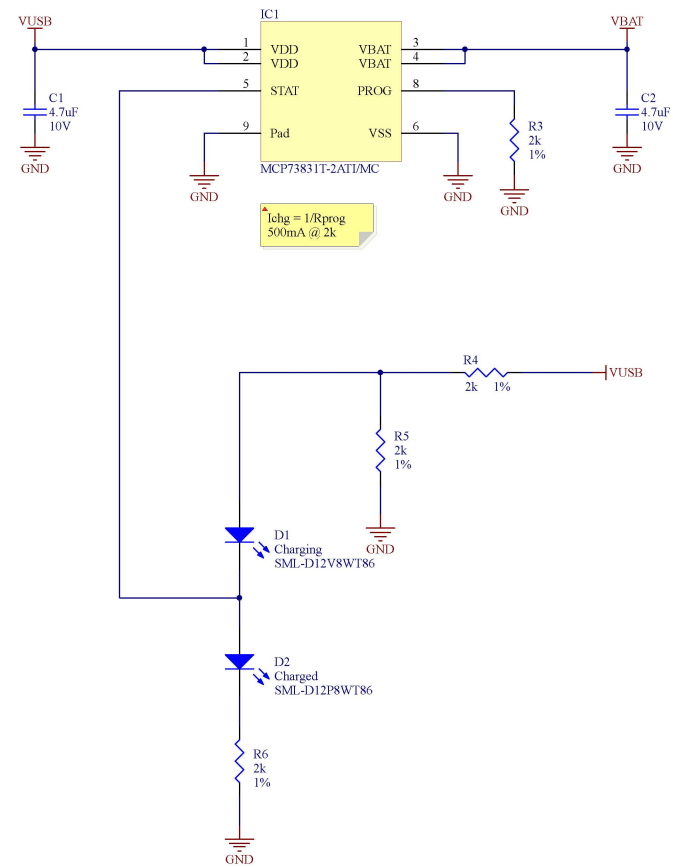 IC1
VUSB
VBAT
1
VDD
VBAT
3
2
VDD
VBAT
4
5
STAT
PROG
8
9
Pad
VSS
6
MCP73831T-2ATI/MC
C1
4.7uF
10V
GND
GND
GND
R3
2k
1%
GND
C2
4.7uF
10V
GND
Ichg = 1/Rprog
500mA @ 2k
R4
2k 1%
VUSB
R5
2k
1%
GND
D1
Charging
SML-D12V8WT86
D2
Charged
SML-D12P8WT86
R6
2k
1%
GND